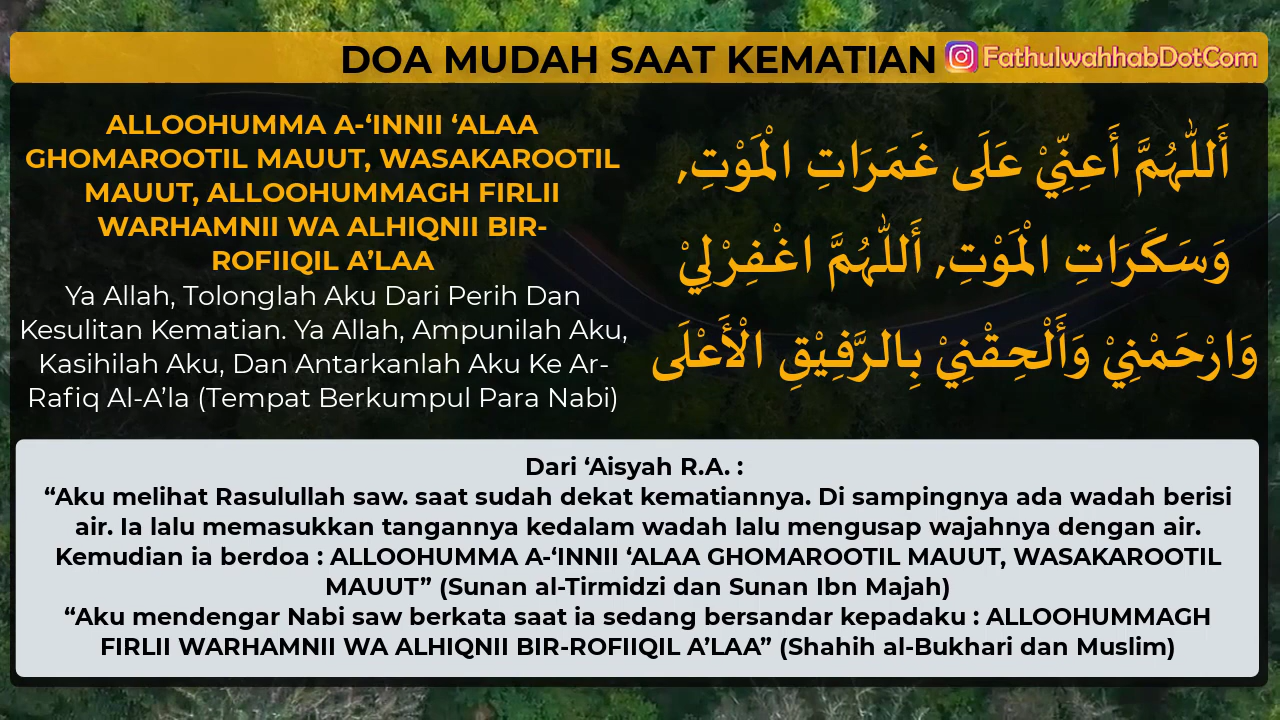 DOA MUDAH SAAT KEMATIAN
FathulwahhabDotCom
ALLOOHUMMA A-‘INNII ‘ALAA
GHOMAROOTIL MAUUT, WASAKAROOTIL
MAUUT, ALLOOHUMMAGH FIRLII
WARHAMNII WA ALHIQNII BIR-
ROFIIQIL A’LAA
Ya Allah, Tolonglah Aku Dari Perih Dan
Kesulitan Kematian. Ya Allah, Ampunilah Aku,
Kasihilah Aku, Dan Antarkanlah Aku Ke Ar-
Rafiq Al-A’la (Tempat Berkumpul Para Nabi)
أَللّٰهُمَّ أَعِنِّيْ عَلَى غَمَرَاتِ الْمَوْتِ,
وَسَكَرَاتِ الْمَوْتِ, أَللّٰهُمَّ اغْفِرْلِيْ
وَارْحَمْنِيْ وَأَلْحِقْنِيْ بِالرَّفِيْقِ الْأَعْلَى
Dari ‘Aisyah R.A. :
“Aku melihat Rasulullah saw. saat sudah dekat kematiannya. Di sampingnya ada wadah berisi
air. Ia lalu memasukkan tangannya kedalam wadah lalu mengusap wajahnya dengan air.
Kemudian ia berdoa : ALLOOHUMMA A-‘INNII ‘ALAA GHOMAROOTIL MAUUT, WASAKAROOTIL
MAUUT” (Sunan al-Tirmidzi dan Sunan Ibn Majah)
“Aku mendengar Nabi saw berkata saat ia sedang bersandar kepadaku : ALLOOHUMMAGH
FIRLII WARHAMNII WA ALHIQNII BIR-ROFIIQIL A’LAA” (Shahih al-Bukhari dan Muslim)